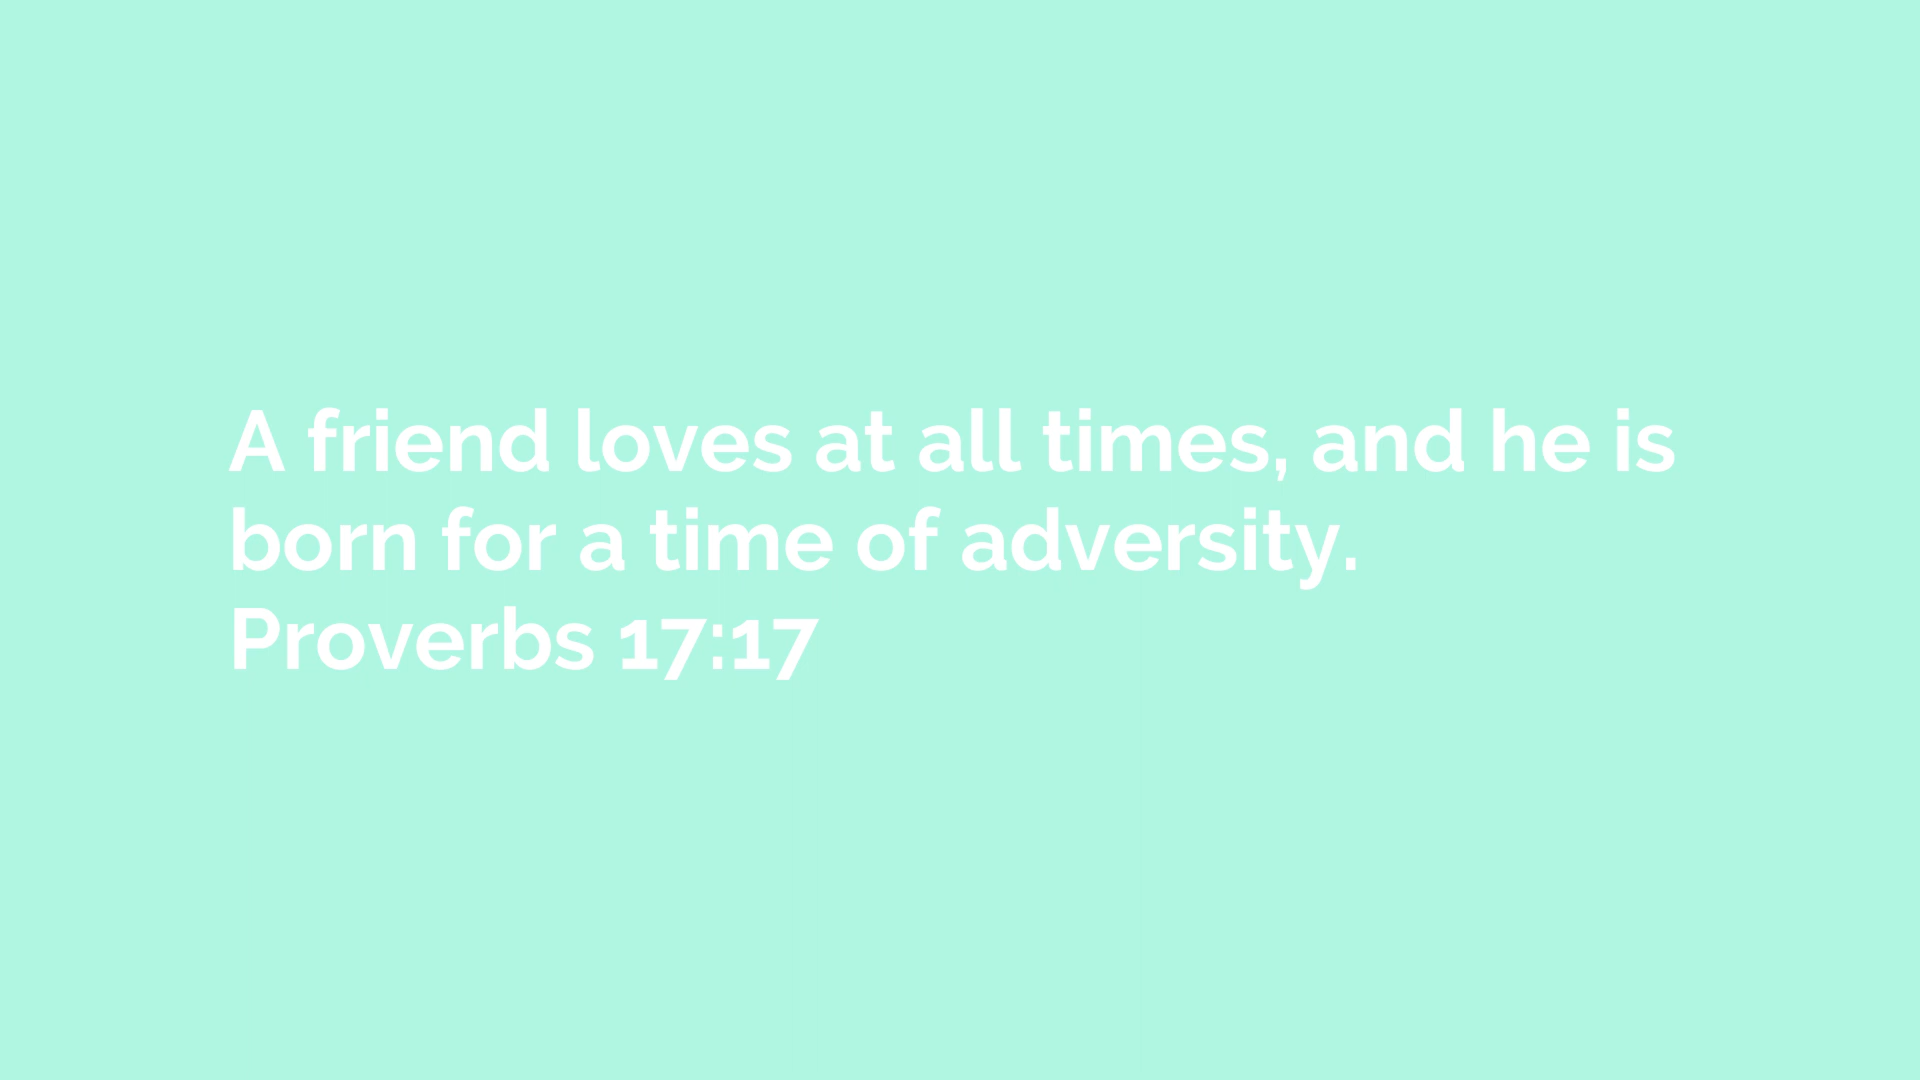 A friend loves at all times, and he is
born for a time of adversity.
Proverbs 17:17